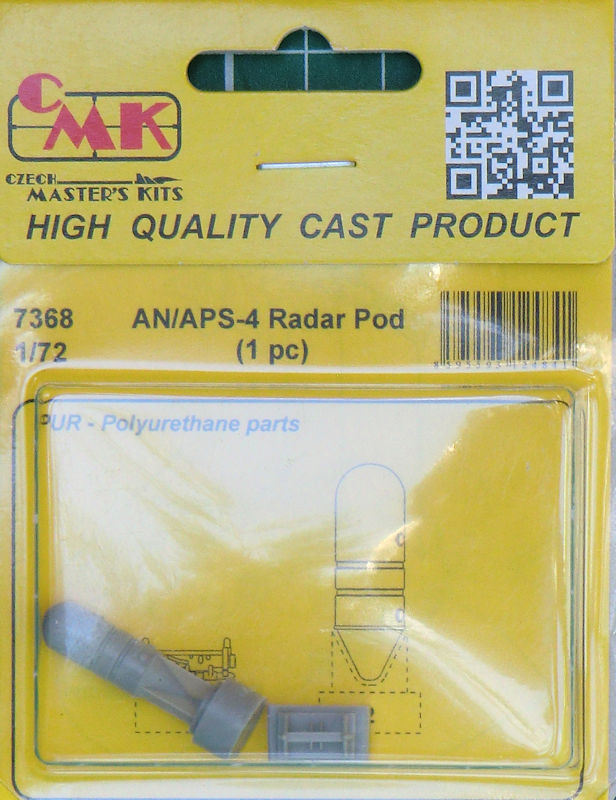 CMK
CZECH
MASTER'S KITS
HIGH QUALITY CAST PRODUCT
7368 AN/APS-4 Radar Pod
1/72 (1 pc)
PUR - Polyurethane parts